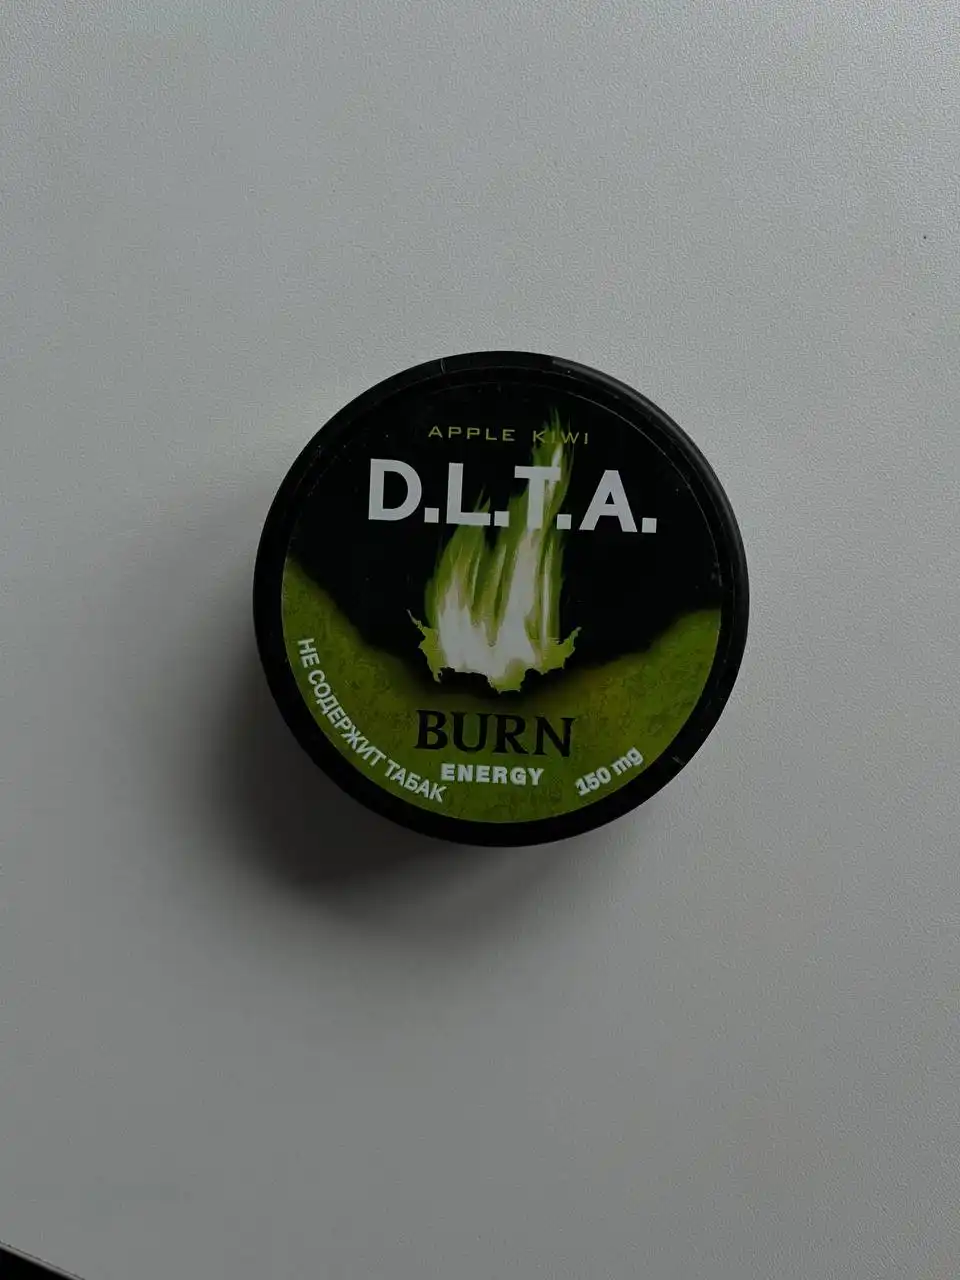 APPLE KIWI
D.L.T.A.
BURN
ENERGY
НЕ СОДЕРЖИТ ТАБАК
150 mg